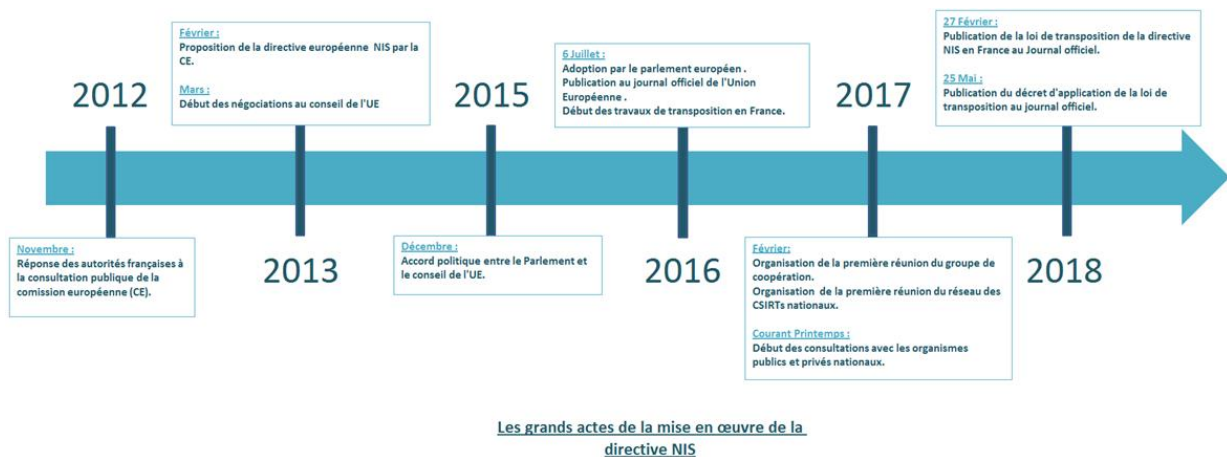 2012
Novembre :
Réponse des autorités françaises à
la consultation publique de la
comission européenne (CE).
Février :
Proposition de la directive européenne NIS par la
CE.
Mars :
Début des négociations au conseil de l'UE
2013
2015
Décembre :
Accord politique entre le Parlement et
le conseil de l'UE.
6 Juillet :
Adoption par le parlement européen .
Publication au journal officiel de l'Union
Européenne .
Début des travaux de transposition en France.
2016
2017
Février:
Organisation de la première réunion du groupe de
coopération.
Organisation de la première réunion du réseau des
CSIRTs nationaux.
Courant Printemps :
Début des consultations avec les organismes
publics et privés nationaux.
27 Février :
Publication de la loi de transposition de la directive
NIS en France au Journal officiel.
25 Mai :
Publication du décret d'application de la loi de
transposition au journal officiel.
2018
Les grands actes de la mise en œuvre de la
directive NIS